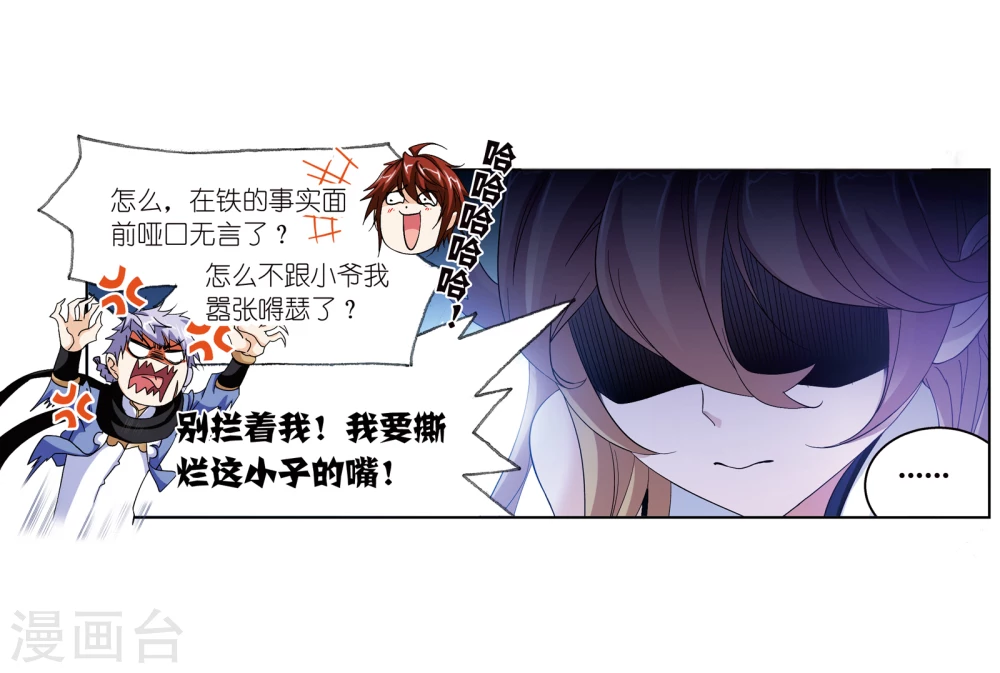 怎么，在铁的事实面
前哑口无言了？
怎么不跟小爷我
嚣张嘚瑟了？
哈哈哈哈哈！
别拦着我！我要撕
烂这小子的嘴！
……
漫画台